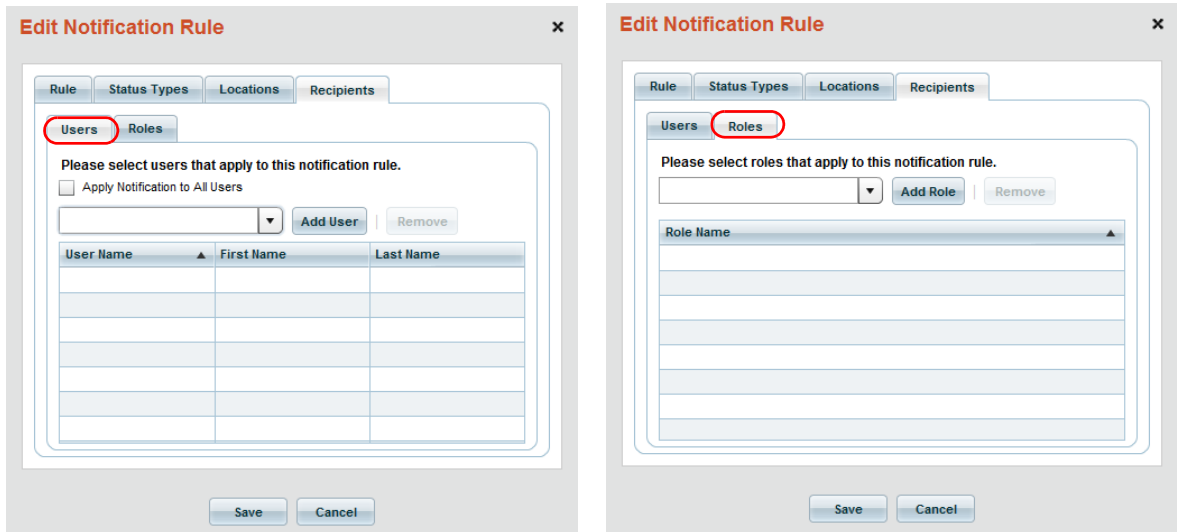 Edit Notification Rule ×
Rule Status Types Locations Recipients
Users Roles
Please select users that apply to this notification rule.
Apply Notification to All Users
Add User Remove
User Name First Name Last Name
Save Cancel
Edit Notification Rule ×
Rule Status Types Locations Recipients
Users Roles
Please select roles that apply to this notification rule.
Add Role Remove
Role Name
Save Cancel